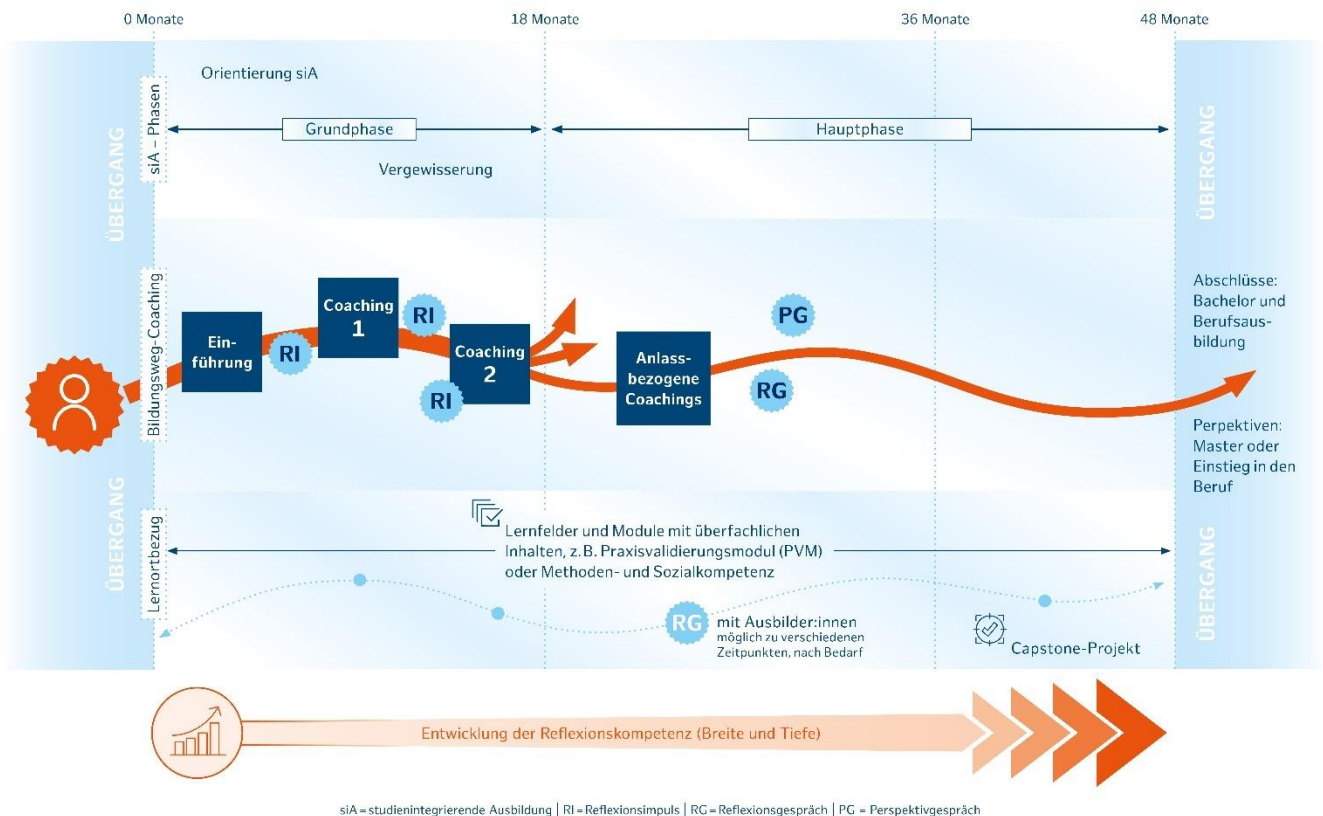 0 Monate
18 Monate
36 Monate
48 Monate
ÜBERGANG
siA – Phasen
Orientierung siA
Grundphase
Hauptphase
Vergewisserung
ÜBERGANG
Bildungsweg-Coaching
Ein-
führung
RI
Coaching
1
RI
RI
Coaching
2
Anlass-
bezogene
Coachings
PG
RG
Abschlüsse:
Bachelor und
Berufsaus-
bildung
Perpektiven:
Master oder
Einstieg in den
Beruf
ÜBERGANG
Lernortbezug
Lernfelder und Module mit überfachlichen
Inhalten, z.B. Praxisvalidierungsmodul (PVM)
oder Methoden- und Sozialkompetenz
RG
mit Ausbilder:innen
möglich zu verschiedenen
Zeitpunkten, nach Bedarf
Capstone-Projekt
ÜBERGANG
Entwicklung der Reflexionskompetenz (Breite und Tiefe)
siA = studienintegrierende Ausbildung | RI = Reflexionsimpuls | RG = Reflexionsgespräch | PG = Perspektivgespräch